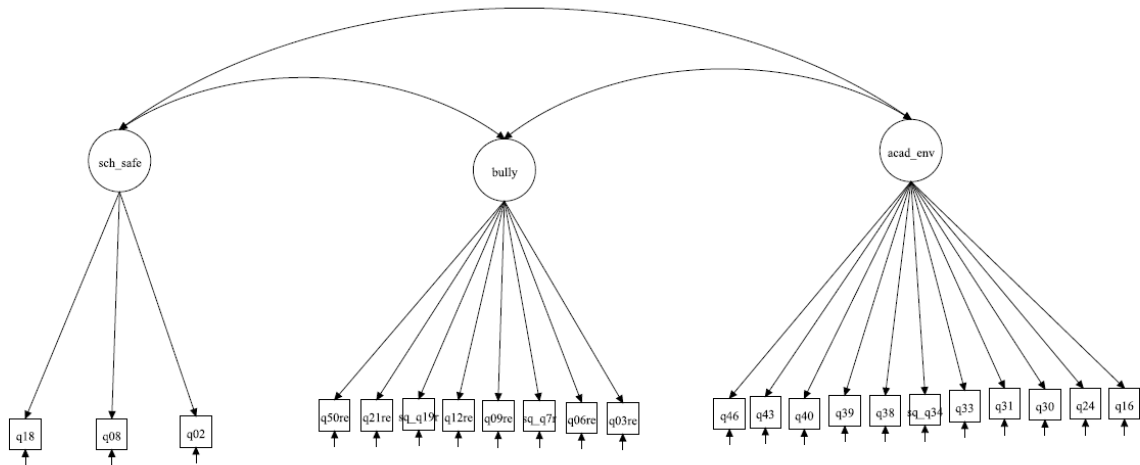 sch_safe
bully
acad_env
q18
q08
q02
q50re
q21re
sq_q19r
q12re
q09re
sq_q7r
q06re
q03re
q46
q43
q40
q39
q38
sq_q34
q33
q31
q30
q24
q16